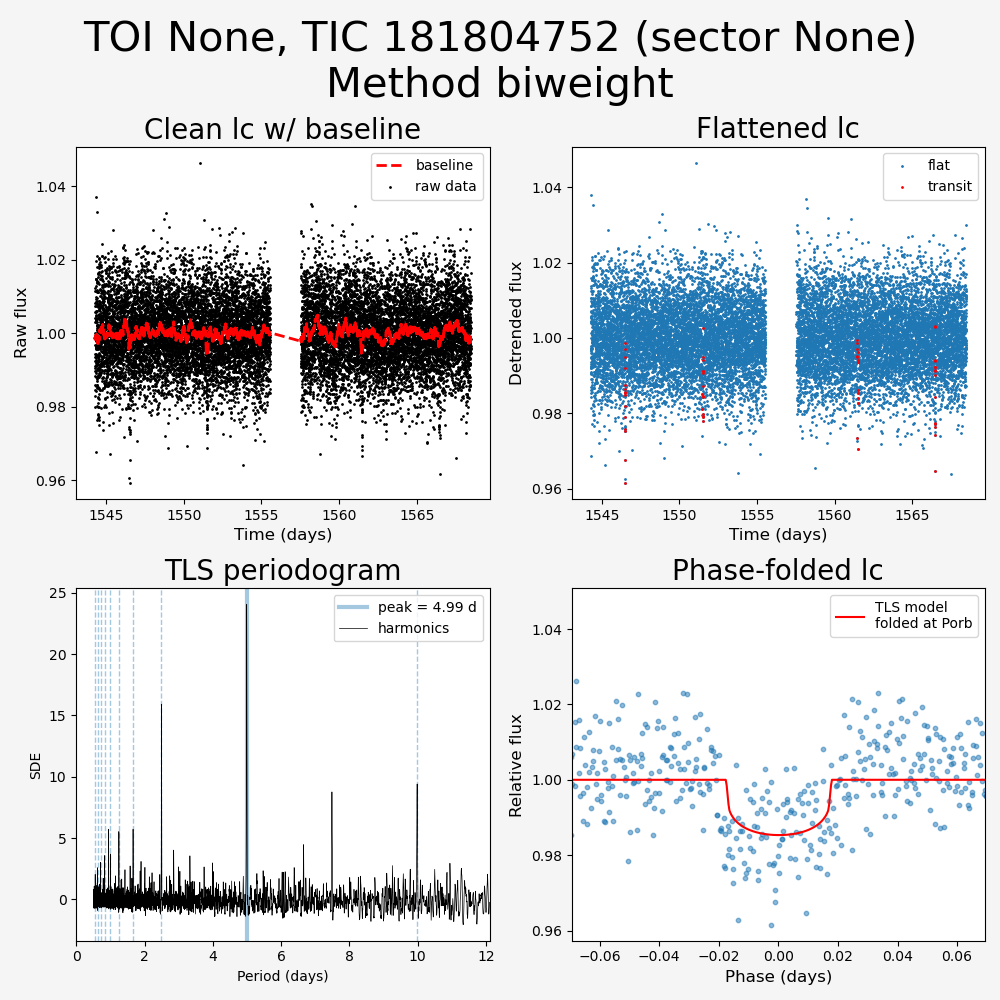 TOI None, TIC 181804752 (sector None)
Method biweight
Clean lc w/ baseline
baseline
raw data
1.04
1.02
1.00
0.98
0.96
Raw flux
1545
1550
1555
1560
1565
Time (days)
Flattened lc
flat
transit
1.04
1.02
1.00
0.98
0.96
Detrended flux
1545
1550
1555
1560
1565
Time (days)
TLS periodogram
peak = 4.99 d
harmonics
25
20
15
10
5
0
SDE
0
2
4
6
8
10
12
Period (days)
Phase-folded lc
TLS model
folded at Porb
1.04
1.02
1.00
0.98
0.96
Relative flux
−0.06
−0.04
−0.02
0.00
0.02
0.04
0.06
Phase (days)